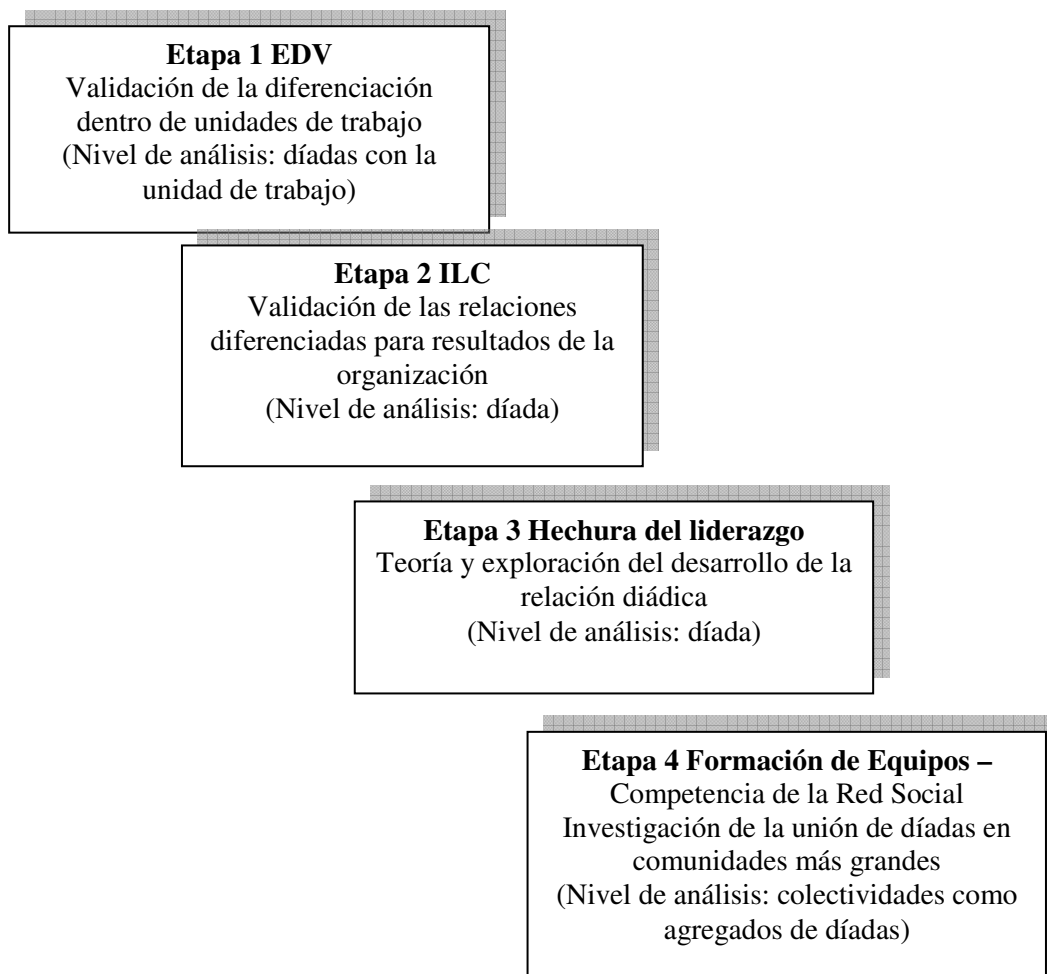 Etapa 1 EDV
Validación de la diferenciación
dentro de unidades de trabajo
(Nivel de análisis: díadas con la
unidad de trabajo)
Etapa 2 ILC
Validación de las relaciones
diferenciadas para resultados de la
organización
(Nivel de análisis: díada)
Etapa 3 Hechura del liderazgo
Teoría y exploración del desarrollo de la
relación diádica
(Nivel de análisis: díada)
Etapa 4 Formación de Equipos –
Competencia de la Red Social
Investigación de la unión de díadas en
comunidades más grandes
(Nivel de análisis: colectividades como
agregados de díadas)